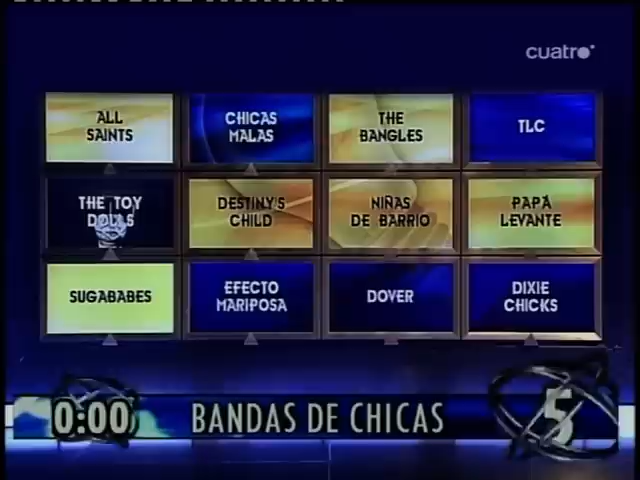 cuatro
ALL
SAINTS
CHICAS
MALAS
THE
BANGLES
TLC
THE TOY
DOLLS
DESTINY'S
CHILD
NIÑAS
DE BARRIO
PAPÁ
LEVANTE
SUGABABES
EFECTO
MARIPOSA
DOVER
DIXIE
CHICKS
0:00
BANDAS DE CHICAS
5